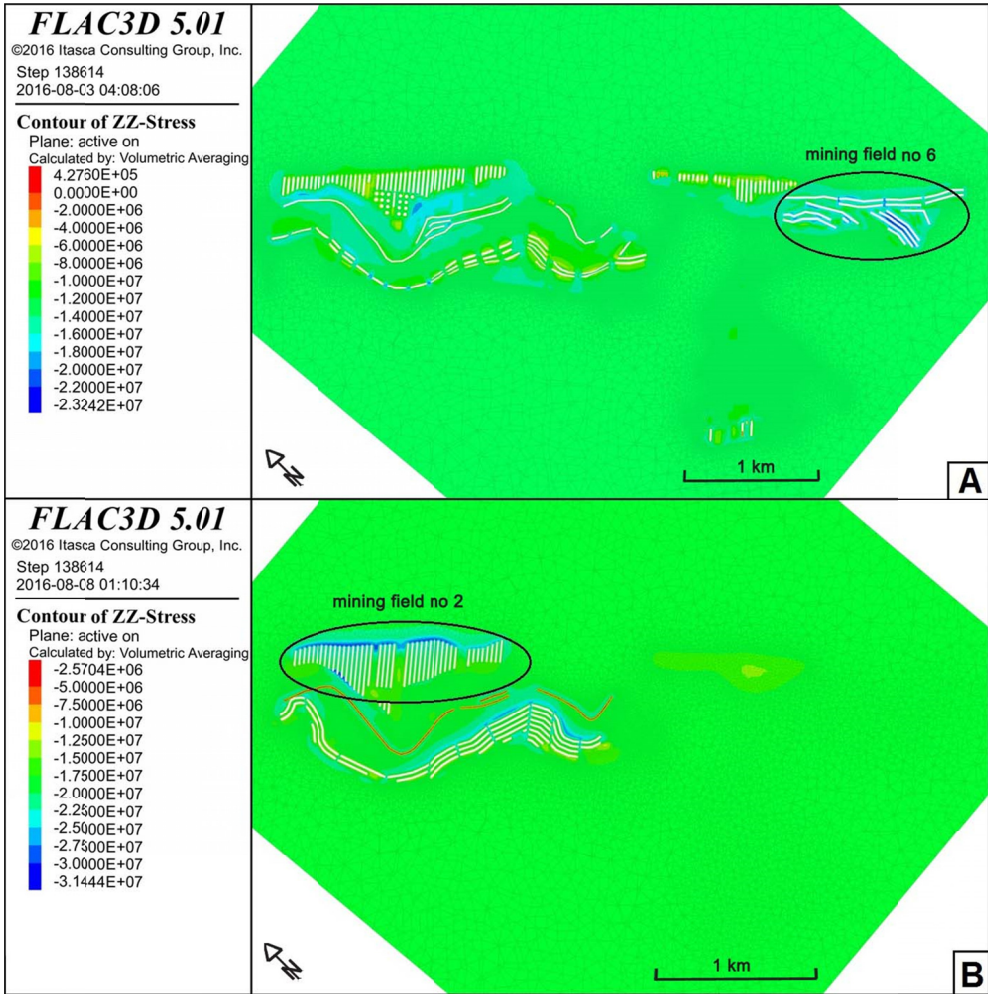 FLAC3D 5.01
©2016 Itasca Consulting Group, Inc.
Step 138614
2016-08-03 04:08:06
Contour of ZZ-Stress
Plane: active on
Calculated by: Volumetric Averaging
4.2760E+05
0.0000E+00
-2.0000E+06
-4.0000E+06
-6.0000E+06
-8.0000E+06
-1.0000E+07
-1.2000E+07
-1.4000E+07
-1.6000E+07
-1.8000E+07
-2.0000E+07
-2.2000E+07
-2.3242E+07
mining field no 6
N
1 km
A
FLAC3D 5.01
©2016 Itasca Consulting Group, Inc.
Step 138614
2016-08-08 01:10:34
Contour of ZZ-Stress
Plane: active on
Calculated by: Volumetric Averaging
-2.5704E+06
-5.0000E+06
-7.5000E+06
-1.0000E+07
-1.2500E+07
-1.5000E+07
-1.7500E+07
-2.0000E+07
-2.2500E+07
-2.5000E+07
-2.7500E+07
-3.0000E+07
-3.1444E+07
mining field no 2
N
1 km
B